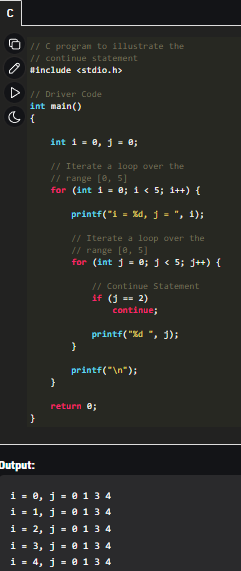 C
// C program to illustrate the
// continue statement
#include <stdio.h>
// Driver Code
int main()
{
int i = 0, j = 0;
// Iterate a loop over the
// range [0, 5]
for (int i = 0; i < 5; i++) {
printf("i = %d, j = ", i);
// Iterate a loop over the
// range [0, 5]
for (int j = 0; j < 5; j++) {
// Continue Statement
if (j == 2)
continue;
printf("%d ", j);
}
printf("\n");
}
return 0;
}
Output:
i = 0, j = 0 1 3 4
i = 1, j = 0 1 3 4
i = 2, j = 0 1 3 4
i = 3, j = 0 1 3 4
i = 4, j = 0 1 3 4